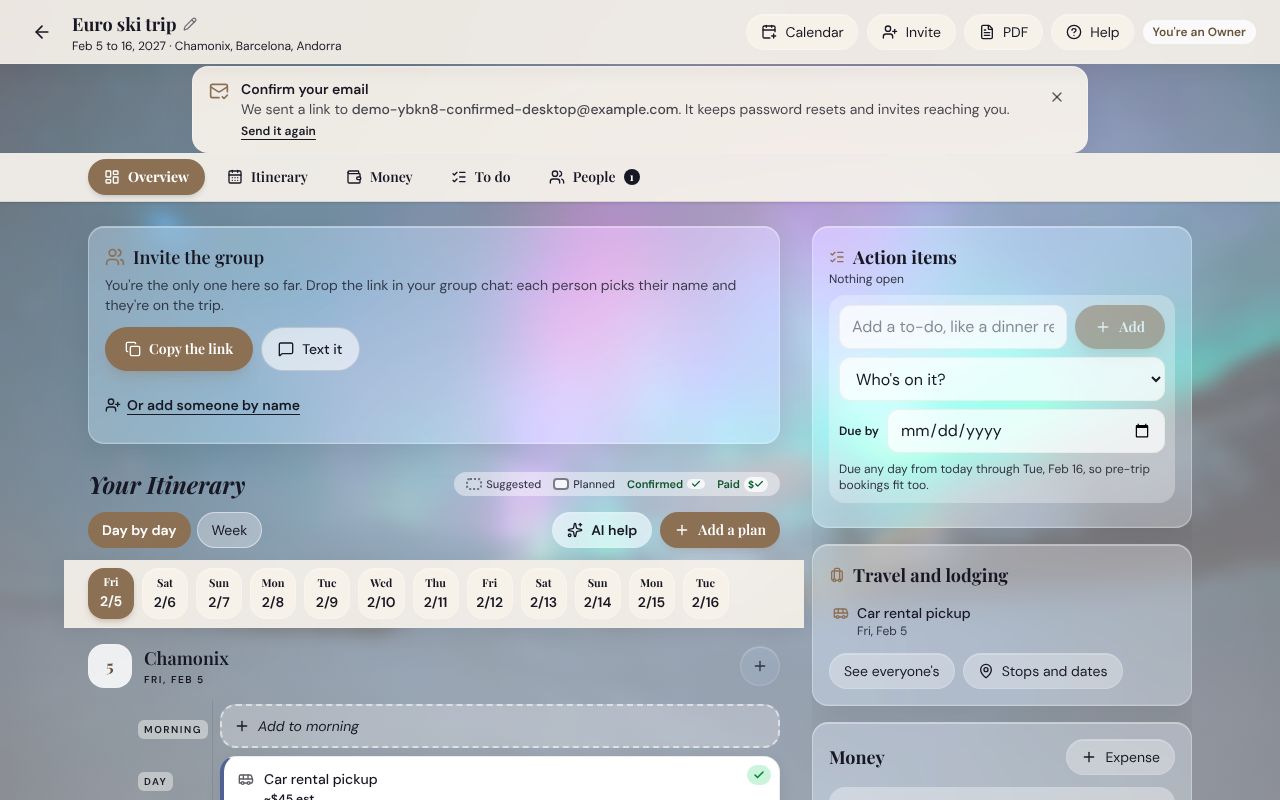 Euro ski trip
Feb 5 to 16, 2027 · Chamonix, Barcelona, Andorra
Calendar
Invite
PDF
Help
You're an Owner
Confirm your email
We sent a link to demo-ybkn8-confirmed-desktop@example.com. It keeps password resets and invites reaching you.
Send it again
Overview
Itinerary
Money
To do
People 1
Invite the group
You're the only one here so far. Drop the link in your group chat: each person picks their name and
they're on the trip.
Copy the link
Text it
Or add someone by name
Your Itinerary
Suggested
Planned
Confirmed
Paid $
Day by day
Week
AI help
Add a plan
Fri 2/5
Sat 2/6
Sun 2/7
Mon 2/8
Tue 2/9
Wed 2/10
Thu 2/11
Fri 2/12
Sat 2/13
Sun 2/14
Mon 2/15
Tue 2/16
5
Chamonix
FRI, FEB 5
MORNING
Add to morning
DAY
Car rental pickup
~$45 est
Action items
Nothing open
Add a to-do, like a dinner re
Add
Who's on it?
Due by
mm/dd/yyyy
Due any day from today through Tue, Feb 16, so pre-trip
bookings fit too.
Travel and lodging
Car rental pickup
Fri, Feb 5
See everyone's
Stops and dates
Money
Expense